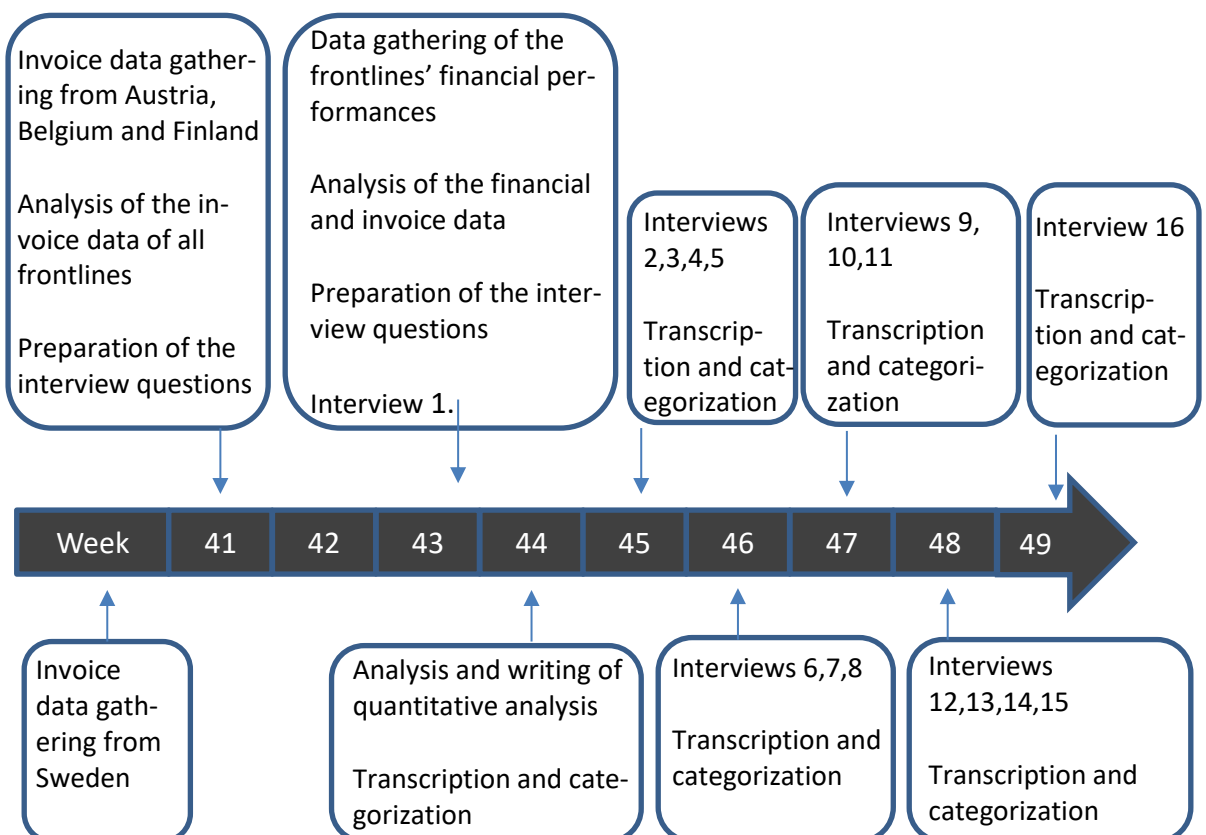 Invoice data gather-
ing from Austria,
Belgium and Finland
Analysis of the in-
voice data of all
frontlines
Preparation of the
interview questions
Data gathering of the
frontlines’ financial per-
formances
Analysis of the financial
and invoice data
Preparation of the inter-
view questions
Interview 1.
Interviews
2,3,4,5
Transcrip-
tion and cat-
egorization
Interviews 9,
10,11
Transcription
and categori-
zation
Interview 16
Transcrip-
tion and cat-
egorization
Week 41 42 43 44 45 46 47 48 49
Invoice
data gath-
ering from
Sweden
Analysis and writing of
quantitative analysis
Transcription and cate-
gorization
Interviews 6,7,8
Transcription and
categorization
Interviews
12,13,14,15
Transcription and
categorization